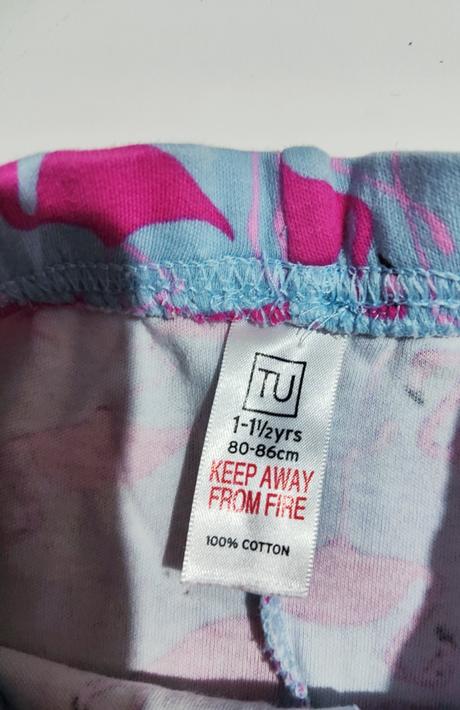 TU
1-1½yrs
80-86cm
KEEP AWAY
FROM FIRE
100% COTTON